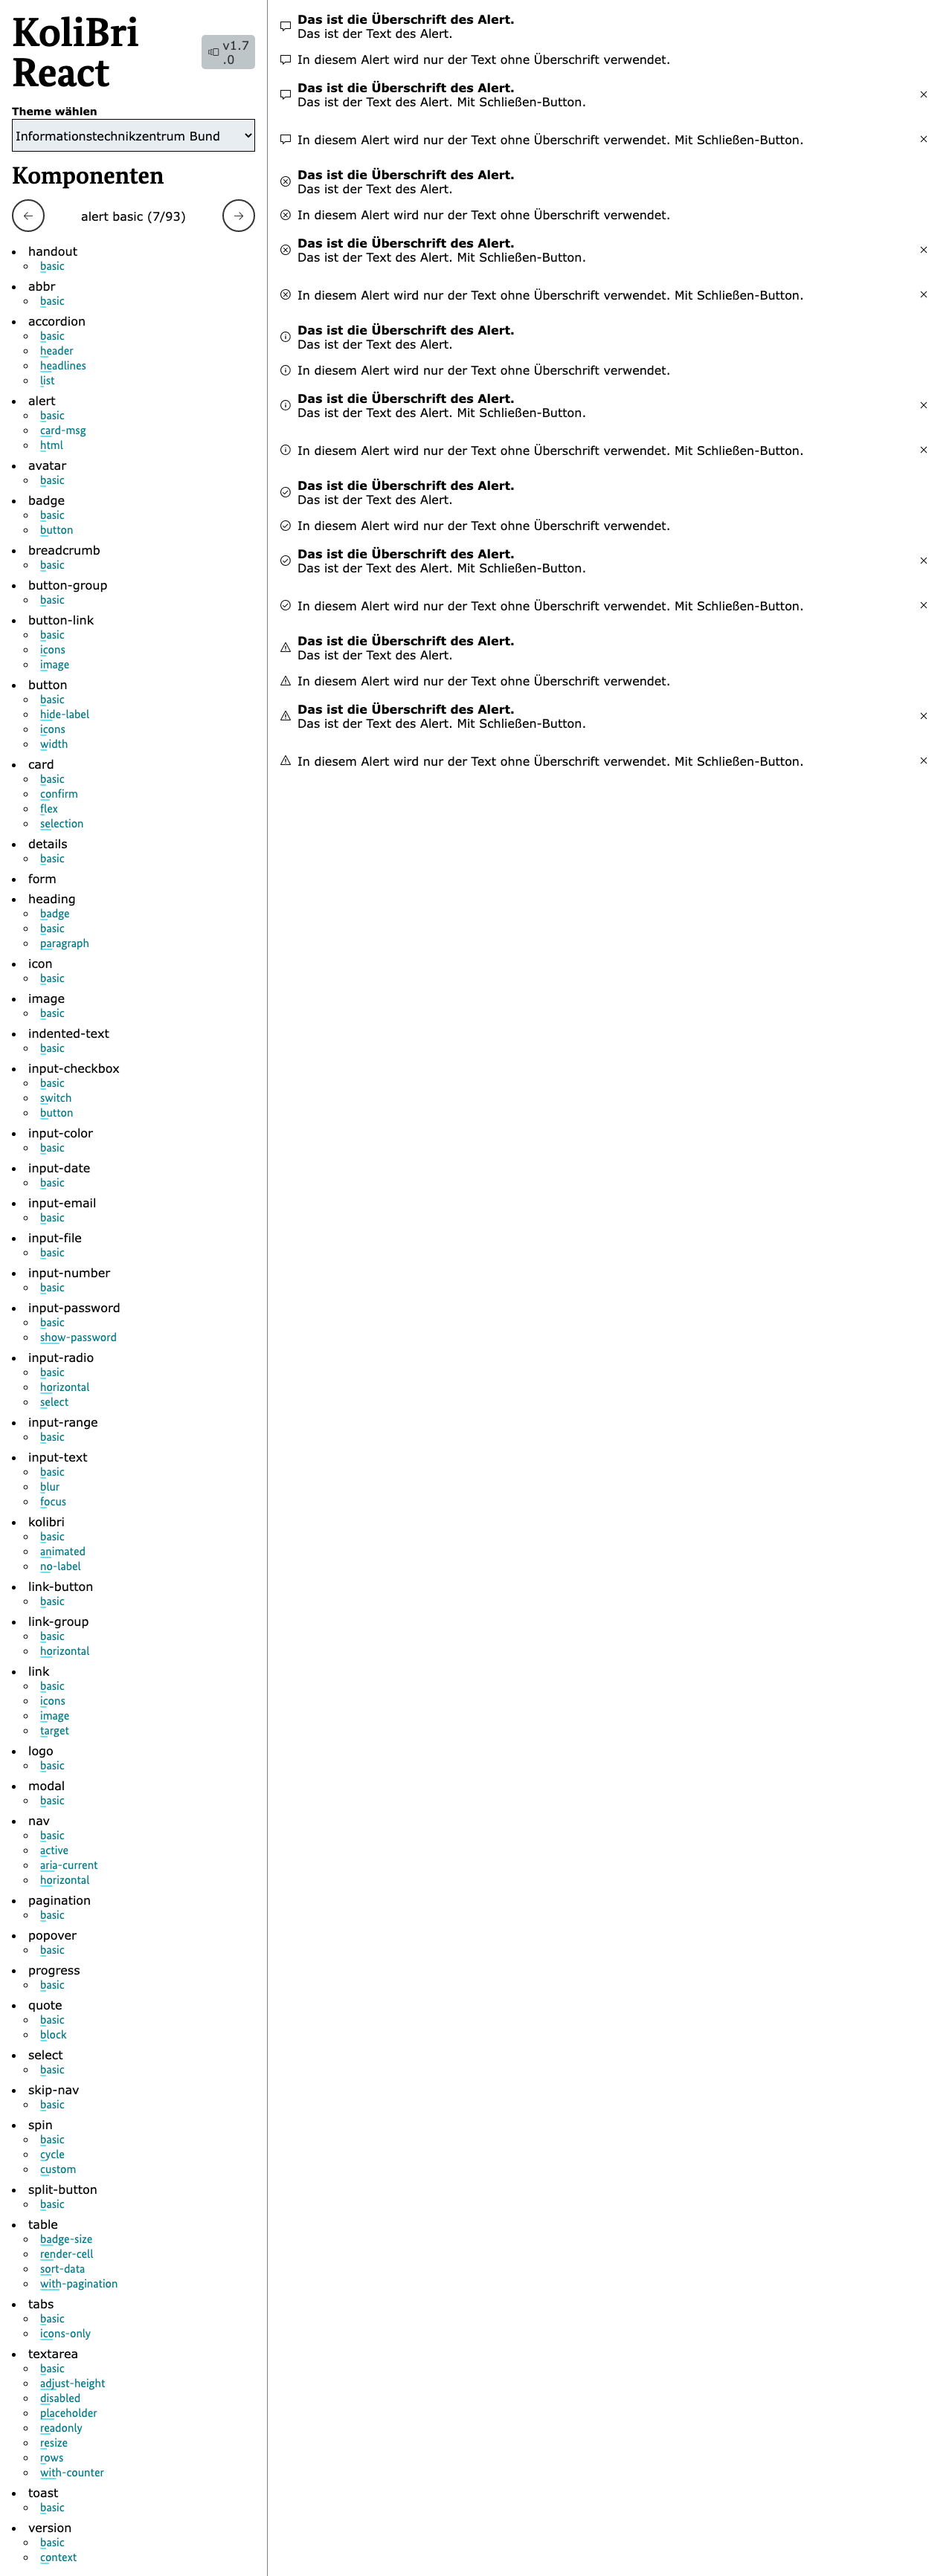 KoliBri
React
v1.7
.0
Theme wählen
Informationstechnikzentrum Bund
Komponenten
alert basic (7/93)
handout
basic
abbr
basic
accordion
basic
header
headlines
list
alert
basic
card-msg
html
avatar
basic
badge
basic
button
breadcrumb
basic
button-group
basic
button-link
basic
icons
image
button
basic
hide-label
icons
width
card
basic
confirm
flex
selection
details
basic
form
heading
badge
basic
paragraph
icon
basic
image
basic
indented-text
basic
input-checkbox
basic
switch
button
input-color
basic
input-date
basic
input-email
basic
input-file
basic
input-number
basic
input-password
basic
show-password
input-radio
basic
horizontal
select
input-range
basic
input-text
basic
blur
focus
kolibri
basic
animated
no-label
link-button
basic
link-group
basic
horizontal
link
basic
icons
image
target
logo
basic
modal
basic
nav
basic
active
aria-current
horizontal
pagination
basic
popover
basic
progress
basic
quote
basic
block
select
basic
skip-nav
basic
spin
basic
cycle
custom
split-button
basic
table
badge-size
render-cell
sort-data
with-pagination
tabs
basic
icons-only
textarea
basic
adjust-height
disabled
placeholder
readonly
resize
rows
with-counter
toast
basic
version
basic
context
Das ist die Überschrift des Alert.
Das ist der Text des Alert.
In diesem Alert wird nur der Text ohne Überschrift verwendet.
Das ist die Überschrift des Alert.
Das ist der Text des Alert. Mit Schließen-Button.
In diesem Alert wird nur der Text ohne Überschrift verwendet. Mit Schließen-Button.
Das ist die Überschrift des Alert.
Das ist der Text des Alert.
In diesem Alert wird nur der Text ohne Überschrift verwendet.
Das ist die Überschrift des Alert.
Das ist der Text des Alert. Mit Schließen-Button.
In diesem Alert wird nur der Text ohne Überschrift verwendet. Mit Schließen-Button.
Das ist die Überschrift des Alert.
Das ist der Text des Alert.
In diesem Alert wird nur der Text ohne Überschrift verwendet.
Das ist die Überschrift des Alert.
Das ist der Text des Alert. Mit Schließen-Button.
In diesem Alert wird nur der Text ohne Überschrift verwendet. Mit Schließen-Button.
Das ist die Überschrift des Alert.
Das ist der Text des Alert.
In diesem Alert wird nur der Text ohne Überschrift verwendet.
Das ist die Überschrift des Alert.
Das ist der Text des Alert. Mit Schließen-Button.
In diesem Alert wird nur der Text ohne Überschrift verwendet. Mit Schließen-Button.
Das ist die Überschrift des Alert.
Das ist der Text des Alert.
In diesem Alert wird nur der Text ohne Überschrift verwendet.
Das ist die Überschrift des Alert.
Das ist der Text des Alert. Mit Schließen-Button.
In diesem Alert wird nur der Text ohne Überschrift verwendet. Mit Schließen-Button.